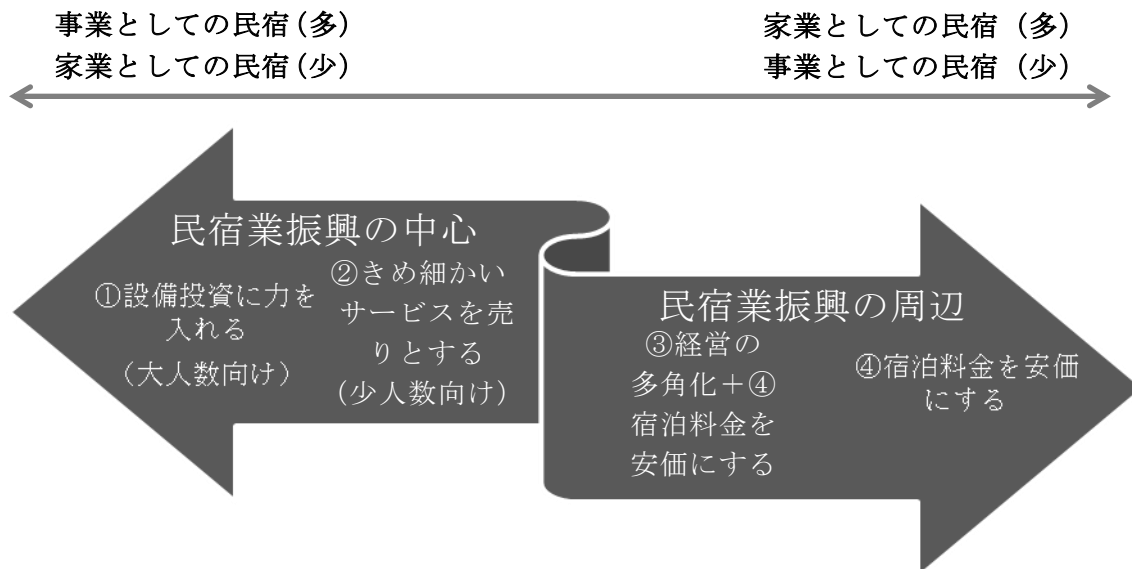 事業としての民宿(多)
家業としての民宿(少)
家業としての民宿(多)
事業としての民宿(少)
民宿業振興の中心
①設備投資に力を
入れる
(大人数向け)
②きめ細かい
サービスを売
りとする
(少人数向け)
民宿業振興の周辺
③経営の
多角化+④
宿泊料金を
安価にする
④宿泊料金を安価
にする